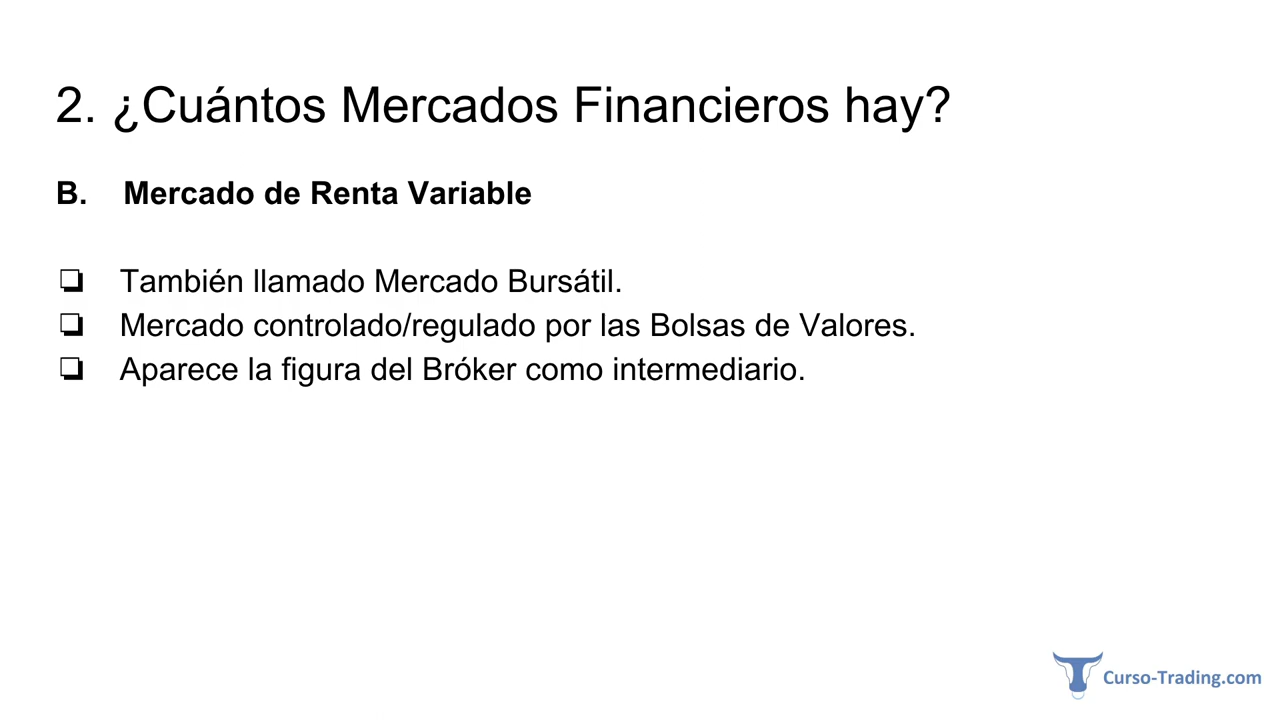 2. ¿Cuántos Mercados Financieros hay?
B. Mercado de Renta Variable
❏ También llamado Mercado Bursátil.
❏ Mercado controlado/regulado por las Bolsas de Valores.
❏ Aparece la figura del Bróker como intermediario.
Curso-Trading.com